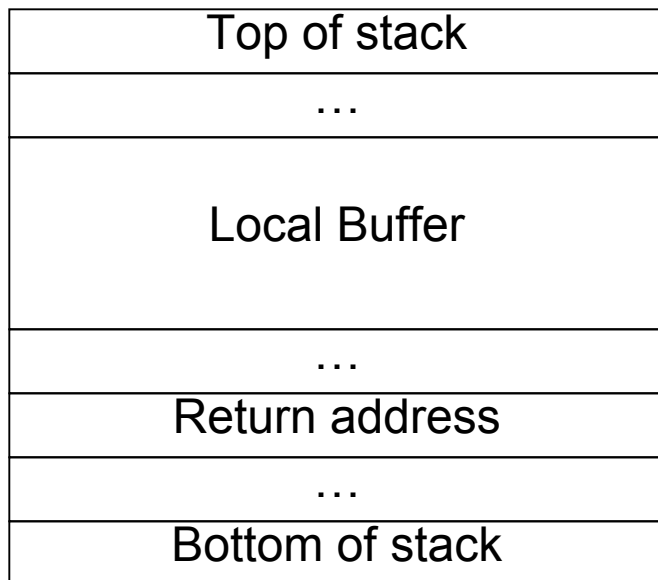 Top of stack
…
Local Buffer
…
Return address
…
Bottom of stack